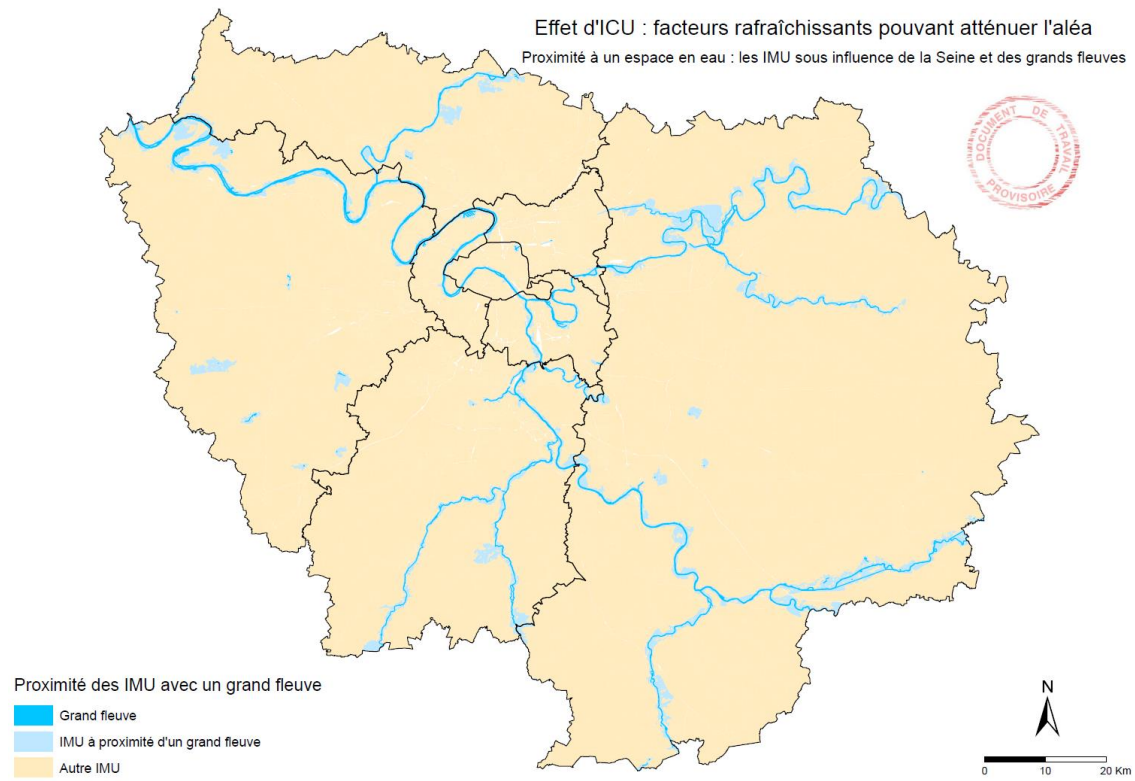 Effet d'ICU : facteurs rafraîchissants pouvant atténuer l'aléa
Proximité à un espace en eau : les IMU sous influence de la Seine et des grands fleuves
DOCUMENT DE TRAVAIL
PROVISOIRE
Proximité des IMU avec un grand fleuve
Grand fleuve
IMU à proximité d'un grand fleuve
Autre IMU
N
0 10 20 Km